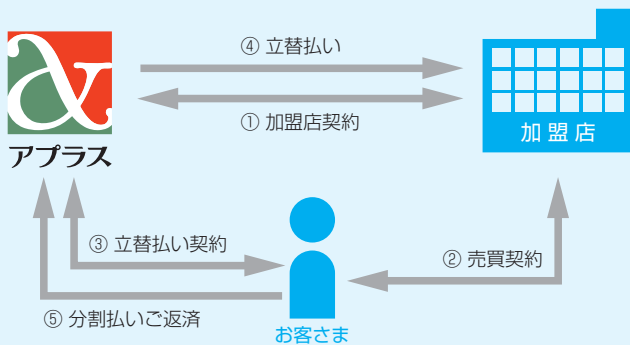 ④ 立替払い
① 加盟店契約
アプラス
加盟店
③ 立替払い契約
② 売買契約
⑤ 分割払いご返済
お客さま